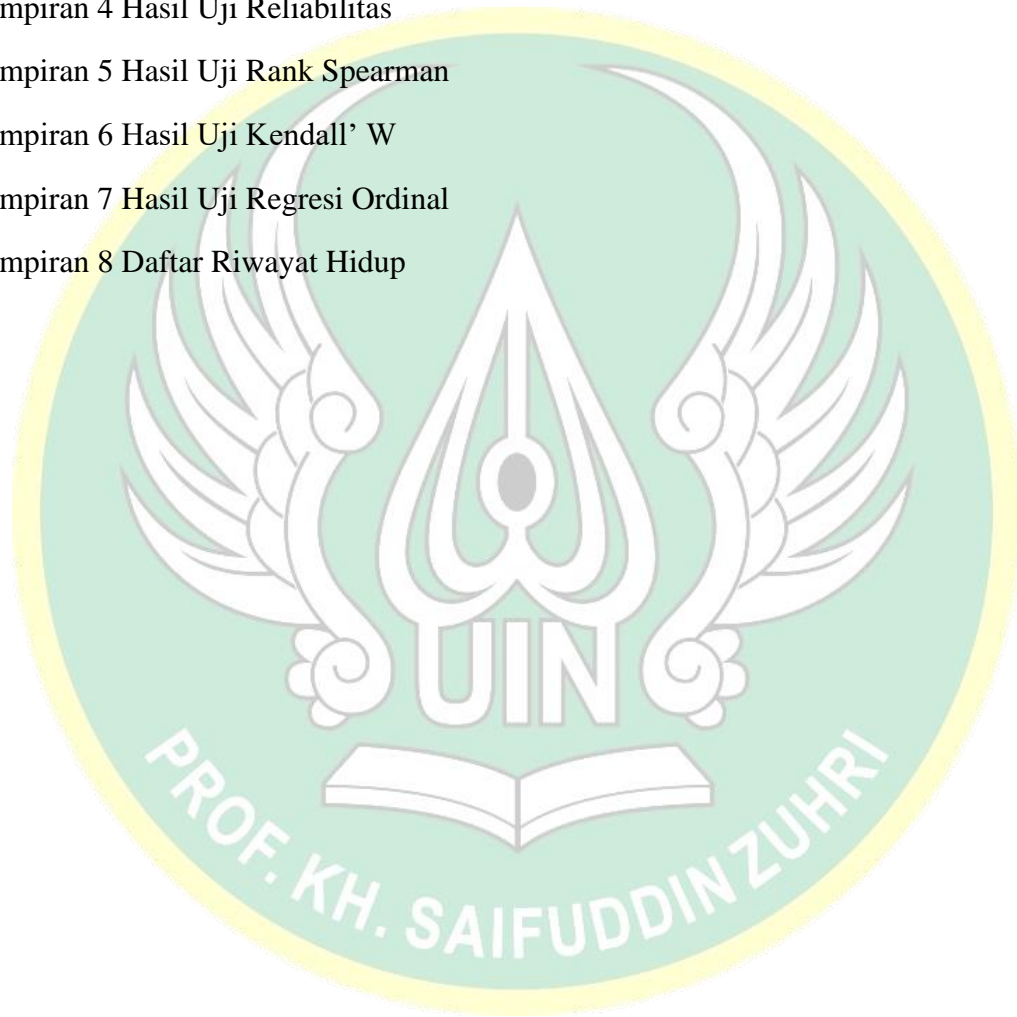 mpiran 4 Hasil Uji Reliabilitas
mpiran 5 Hasil Uji Rank Spearman
mpiran 6 Hasil Uji Kendall’ W
mpiran 7 Hasil Uji Regresi Ordinal
mpiran 8 Daftar Riwayat Hidup
UIN
PROF. KH. SAIFUDDIN ZUHRI